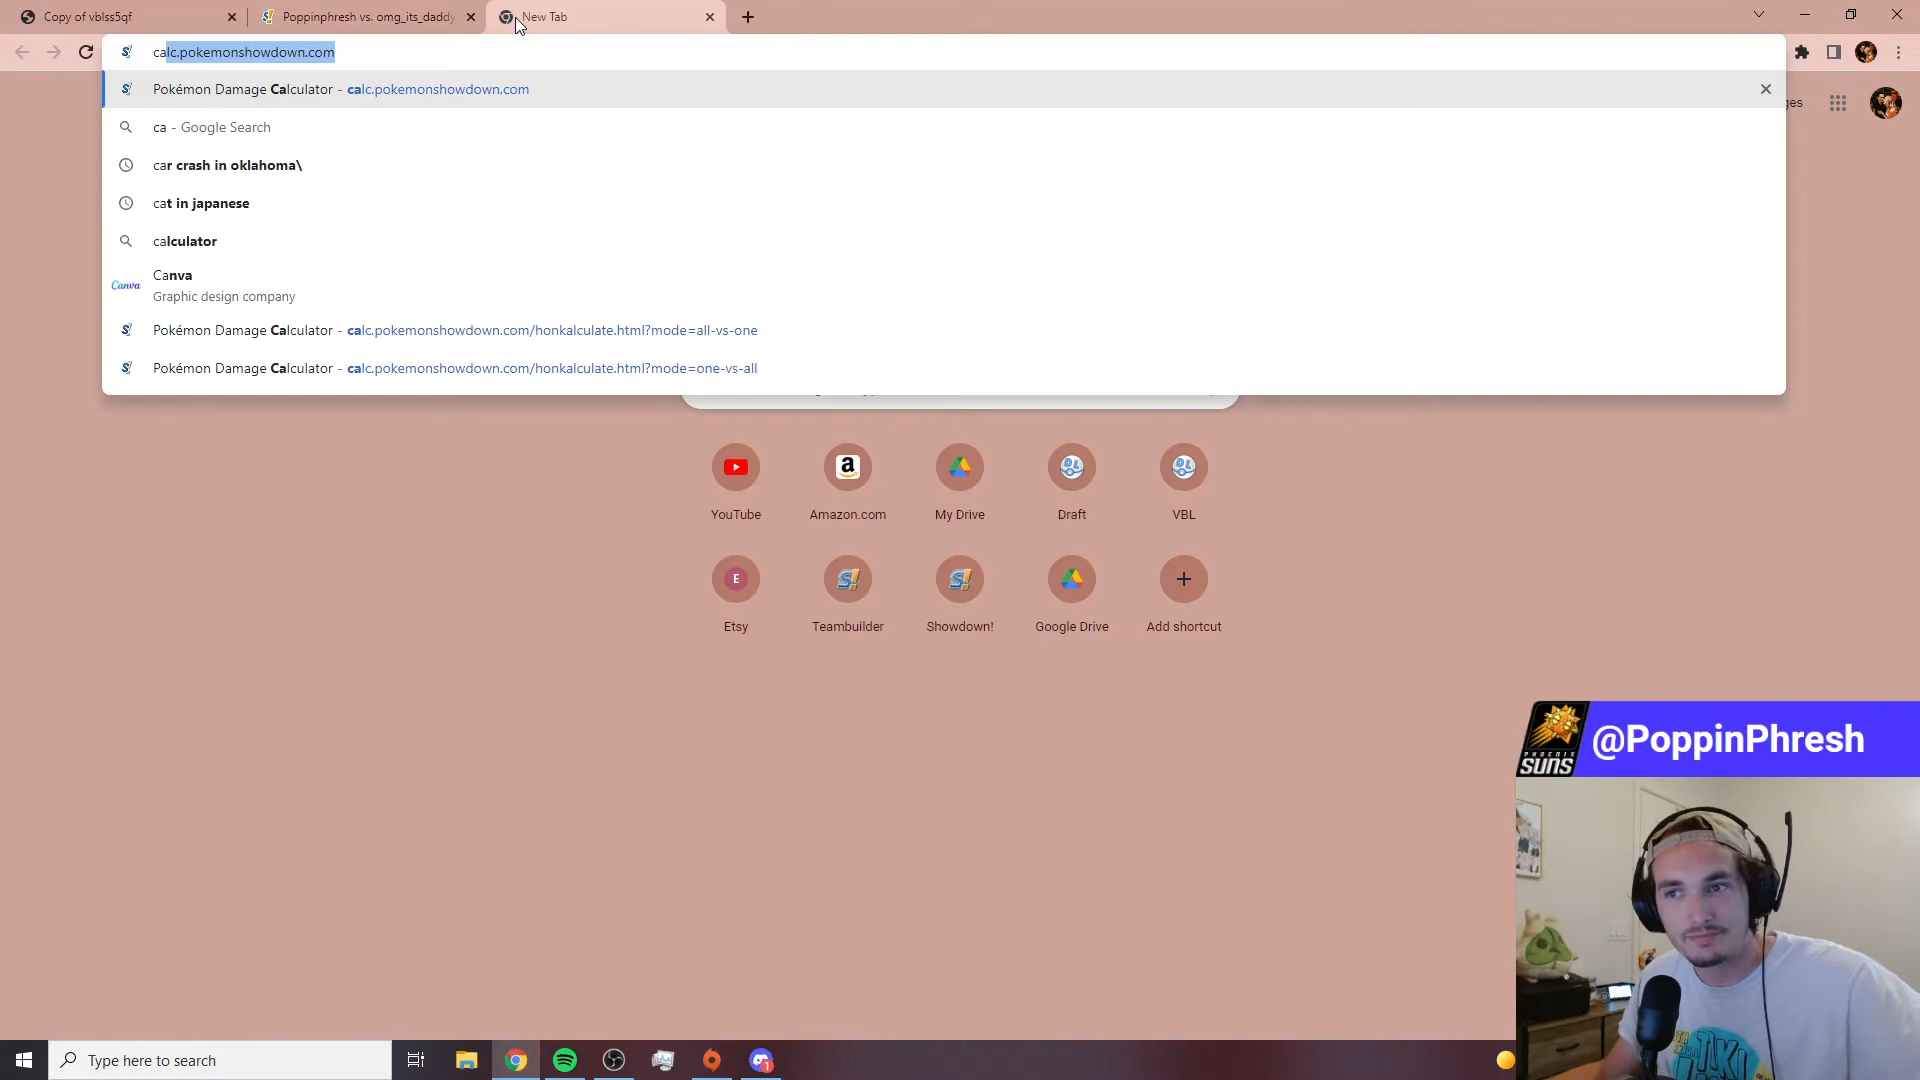 Copy of vblss5qf
Poppinphresh vs. omg_its_daddy
New Tab
calc.pokemonshowdown.com
Pokémon Damage Calculator - calc.pokemonshowdown.com
ca - Google Search
car crash in oklahoma\
cat in japanese
calculator
Canva
Canva
Graphic design company
Pokémon Damage Calculator - calc.pokemonshowdown.com/honkalculate.html?mode=all-vs-one
Pokémon Damage Calculator - calc.pokemonshowdown.com/honkalculate.html?mode=one-vs-all
YouTube
Amazon.com
My Drive
Draft
VBL
E
Etsy
Teambuilder
Showdown!
Google Drive
Add shortcut
PHOENIX
SUNS
@PoppinPhresh
Type here to search
1